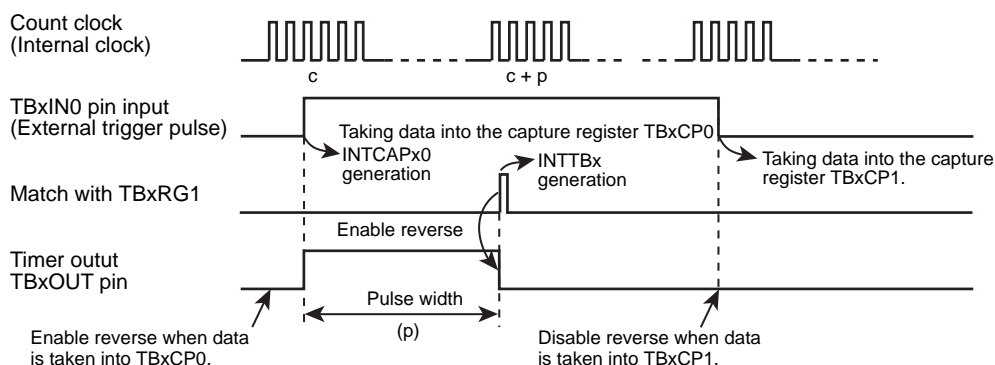 Count clock
(Internal clock)
c
c + p
TBxIN0 pin input
(External trigger pulse)
Taking data into the capture register TBxCP0
INTCAPx0
generation
INTTBx
generation
Taking data into the capture
register TBxCP1.
Match with TBxRG1
Enable reverse
Timer outut
TBxOUT pin
Pulse width
(p)
Enable reverse when data
is taken into TBxCP0.
Disable reverse when data
is taken into TBxCP1.